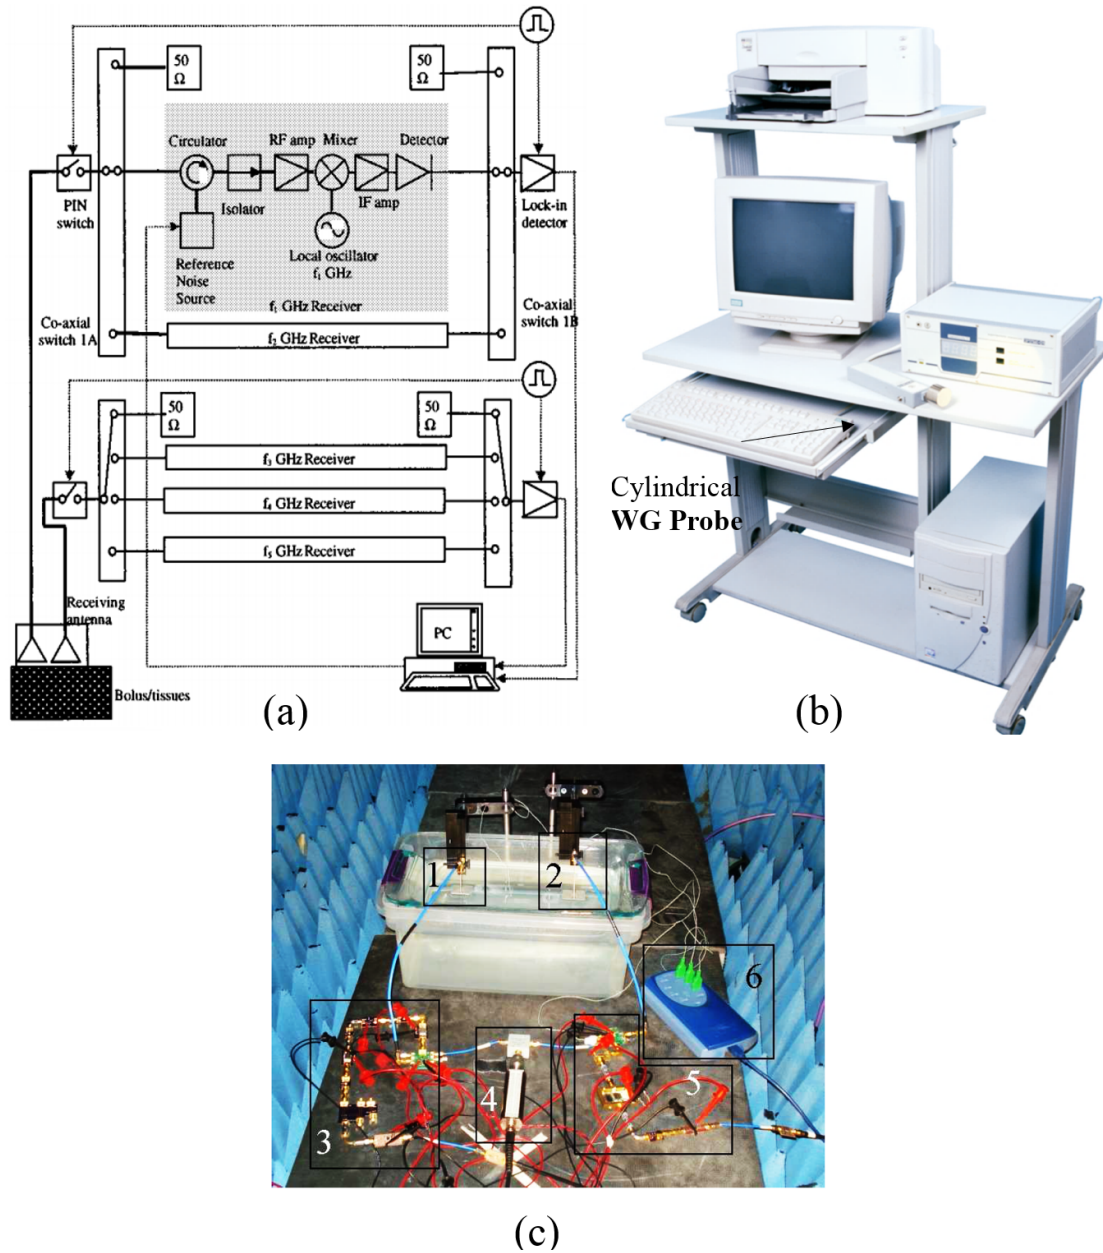 50
Ω
50
Ω
Circulator
RF amp
Mixer
Detector
Isolator
IF amp
PIN
switch
Lock-in
detector
Local oscillator
f₁ GHz
Reference
Noise
Source
f₁ GHz Receiver
Co-axial
switch 1A
Co-axial
switch 1B
f₂ GHz Receiver
50
Ω
50
Ω
f₃ GHz Receiver
f₄ GHz Receiver
f₅ GHz Receiver
Receiving
antenna
PC
Bolus/tissues
(a)
Cylindrical
WG Probe
(b)
1
2
6
3
4
5
(c)